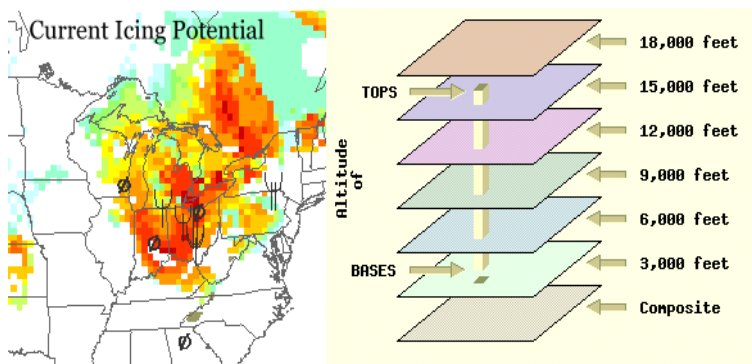 Current Icing Potential
18,000 feet
TOPS
15,000 feet
12,000 feet
Altitude
of
9,000 feet
6,000 feet
BASES
3,000 feet
Composite